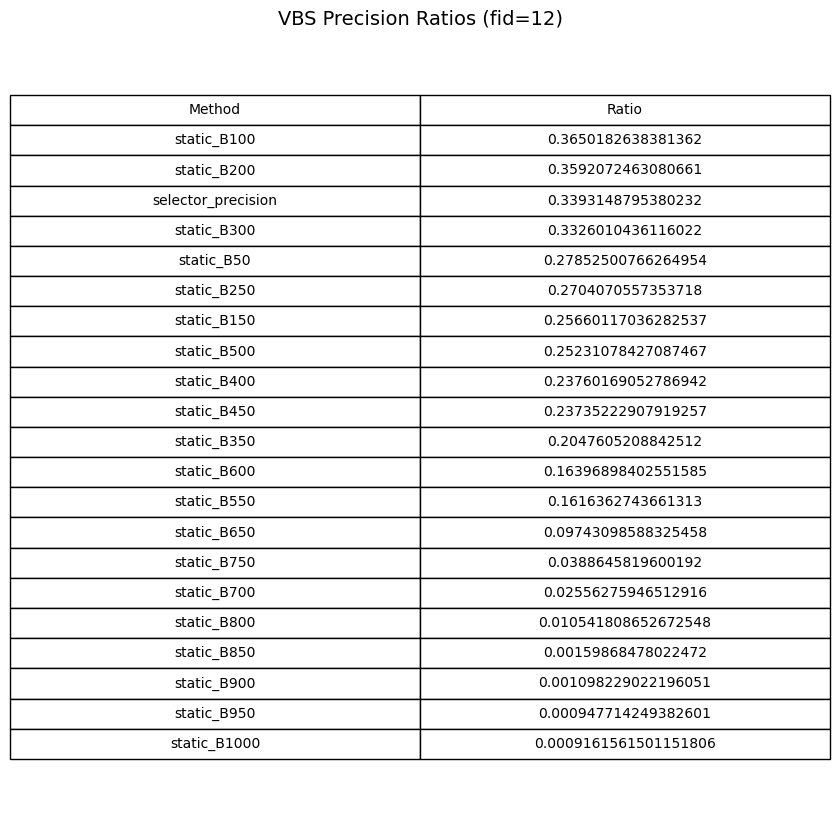 VBS Precision Ratios (fid=12)
Method Ratio
static_B100 0.3650182638381362
static_B200 0.3592072463080661
selector_precision 0.3393148795380232
static_B300 0.3326010436116022
static_B50 0.27852500766264954
static_B250 0.2704070557353718
static_B150 0.25660117036282537
static_B500 0.25231078427087467
static_B400 0.23760169052786942
static_B450 0.23735222907919257
static_B350 0.2047605208842512
static_B600 0.16396898402551585
static_B550 0.1616362743661313
static_B650 0.09743098588325458
static_B750 0.0388645819600192
static_B700 0.02556275946512916
static_B800 0.010541808652672548
static_B850 0.00159868478022472
static_B900 0.001098229022196051
static_B950 0.000947714249382601
static_B1000 0.0009161561501151806